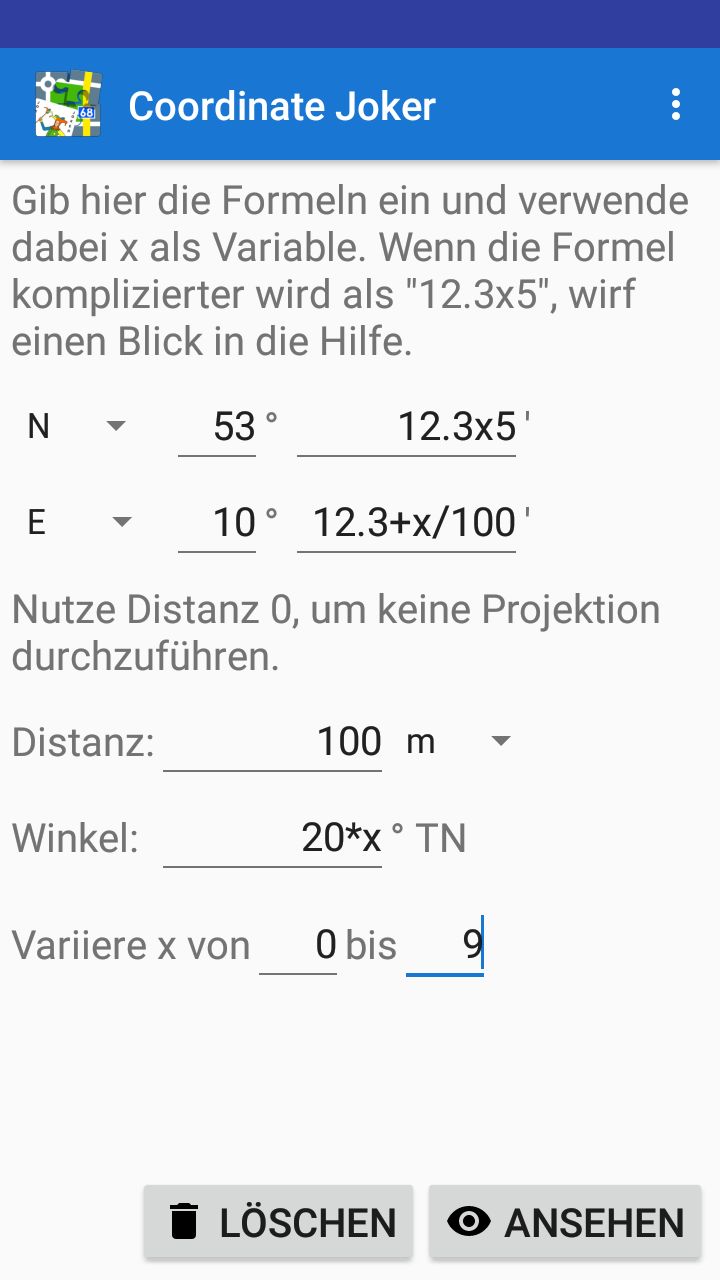 68
Coordinate Joker
Gib hier die Formeln ein und verwende
dabei x als Variable. Wenn die Formel
komplizierter wird als "12.3x5", wirf
einen Blick in die Hilfe.
N 53 ° 12.3x5 '
E 10 ° 12.3+x/100 '
Nutze Distanz 0, um keine Projektion
durchzuführen.
Distanz: 100 m
Winkel: 20*x ° TN
Variiere x von 0 bis 9
LÖSCHEN ANSEHEN